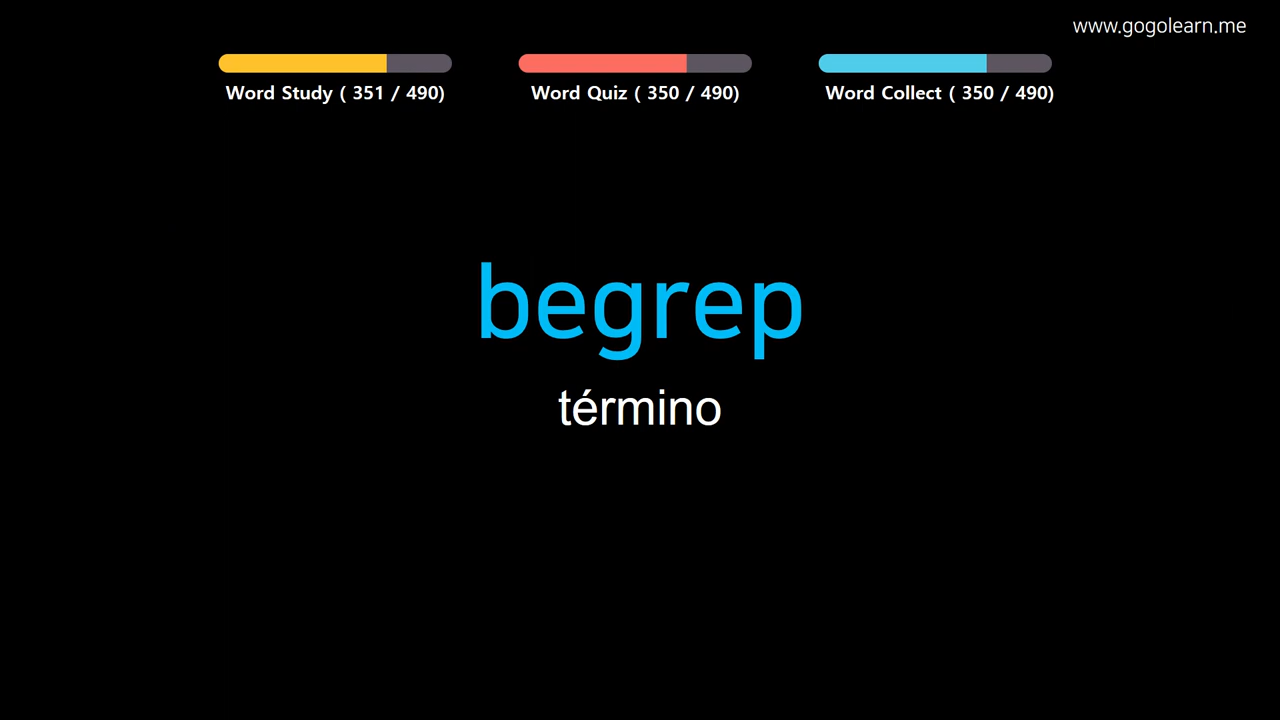 www.gogolearn.me
Word Study ( 351 / 490)
Word Quiz ( 350 / 490)
Word Collect ( 350 / 490)
begrep
término